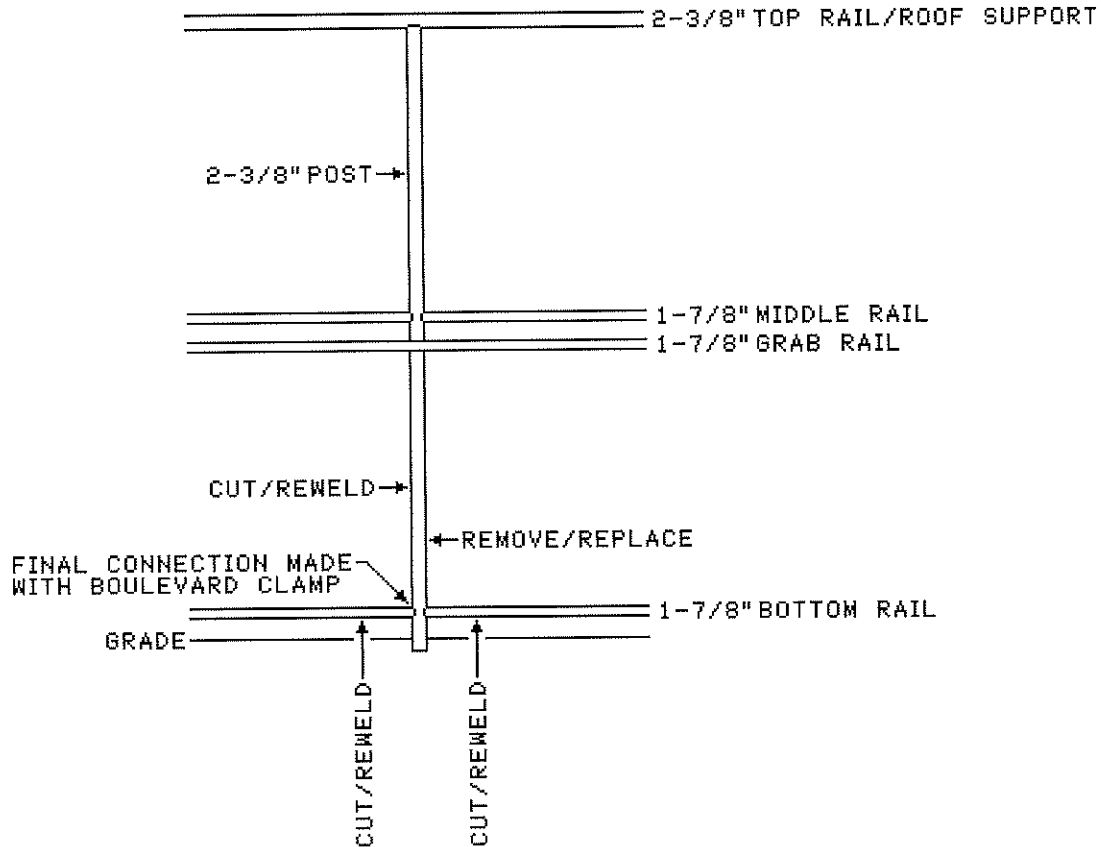 2-3/8" TOP RAIL/ROOF SUPPORT
2-3/8" POST
1-7/8" MIDDLE RAIL
1-7/8" GRAB RAIL
CUT/REWELD
REMOVE/REPLACE
FINAL CONNECTION MADE
WITH BOULEVARD CLAMP
1-7/8" BOTTOM RAIL
GRADE
CUT/REWELD
CUT/REWELD